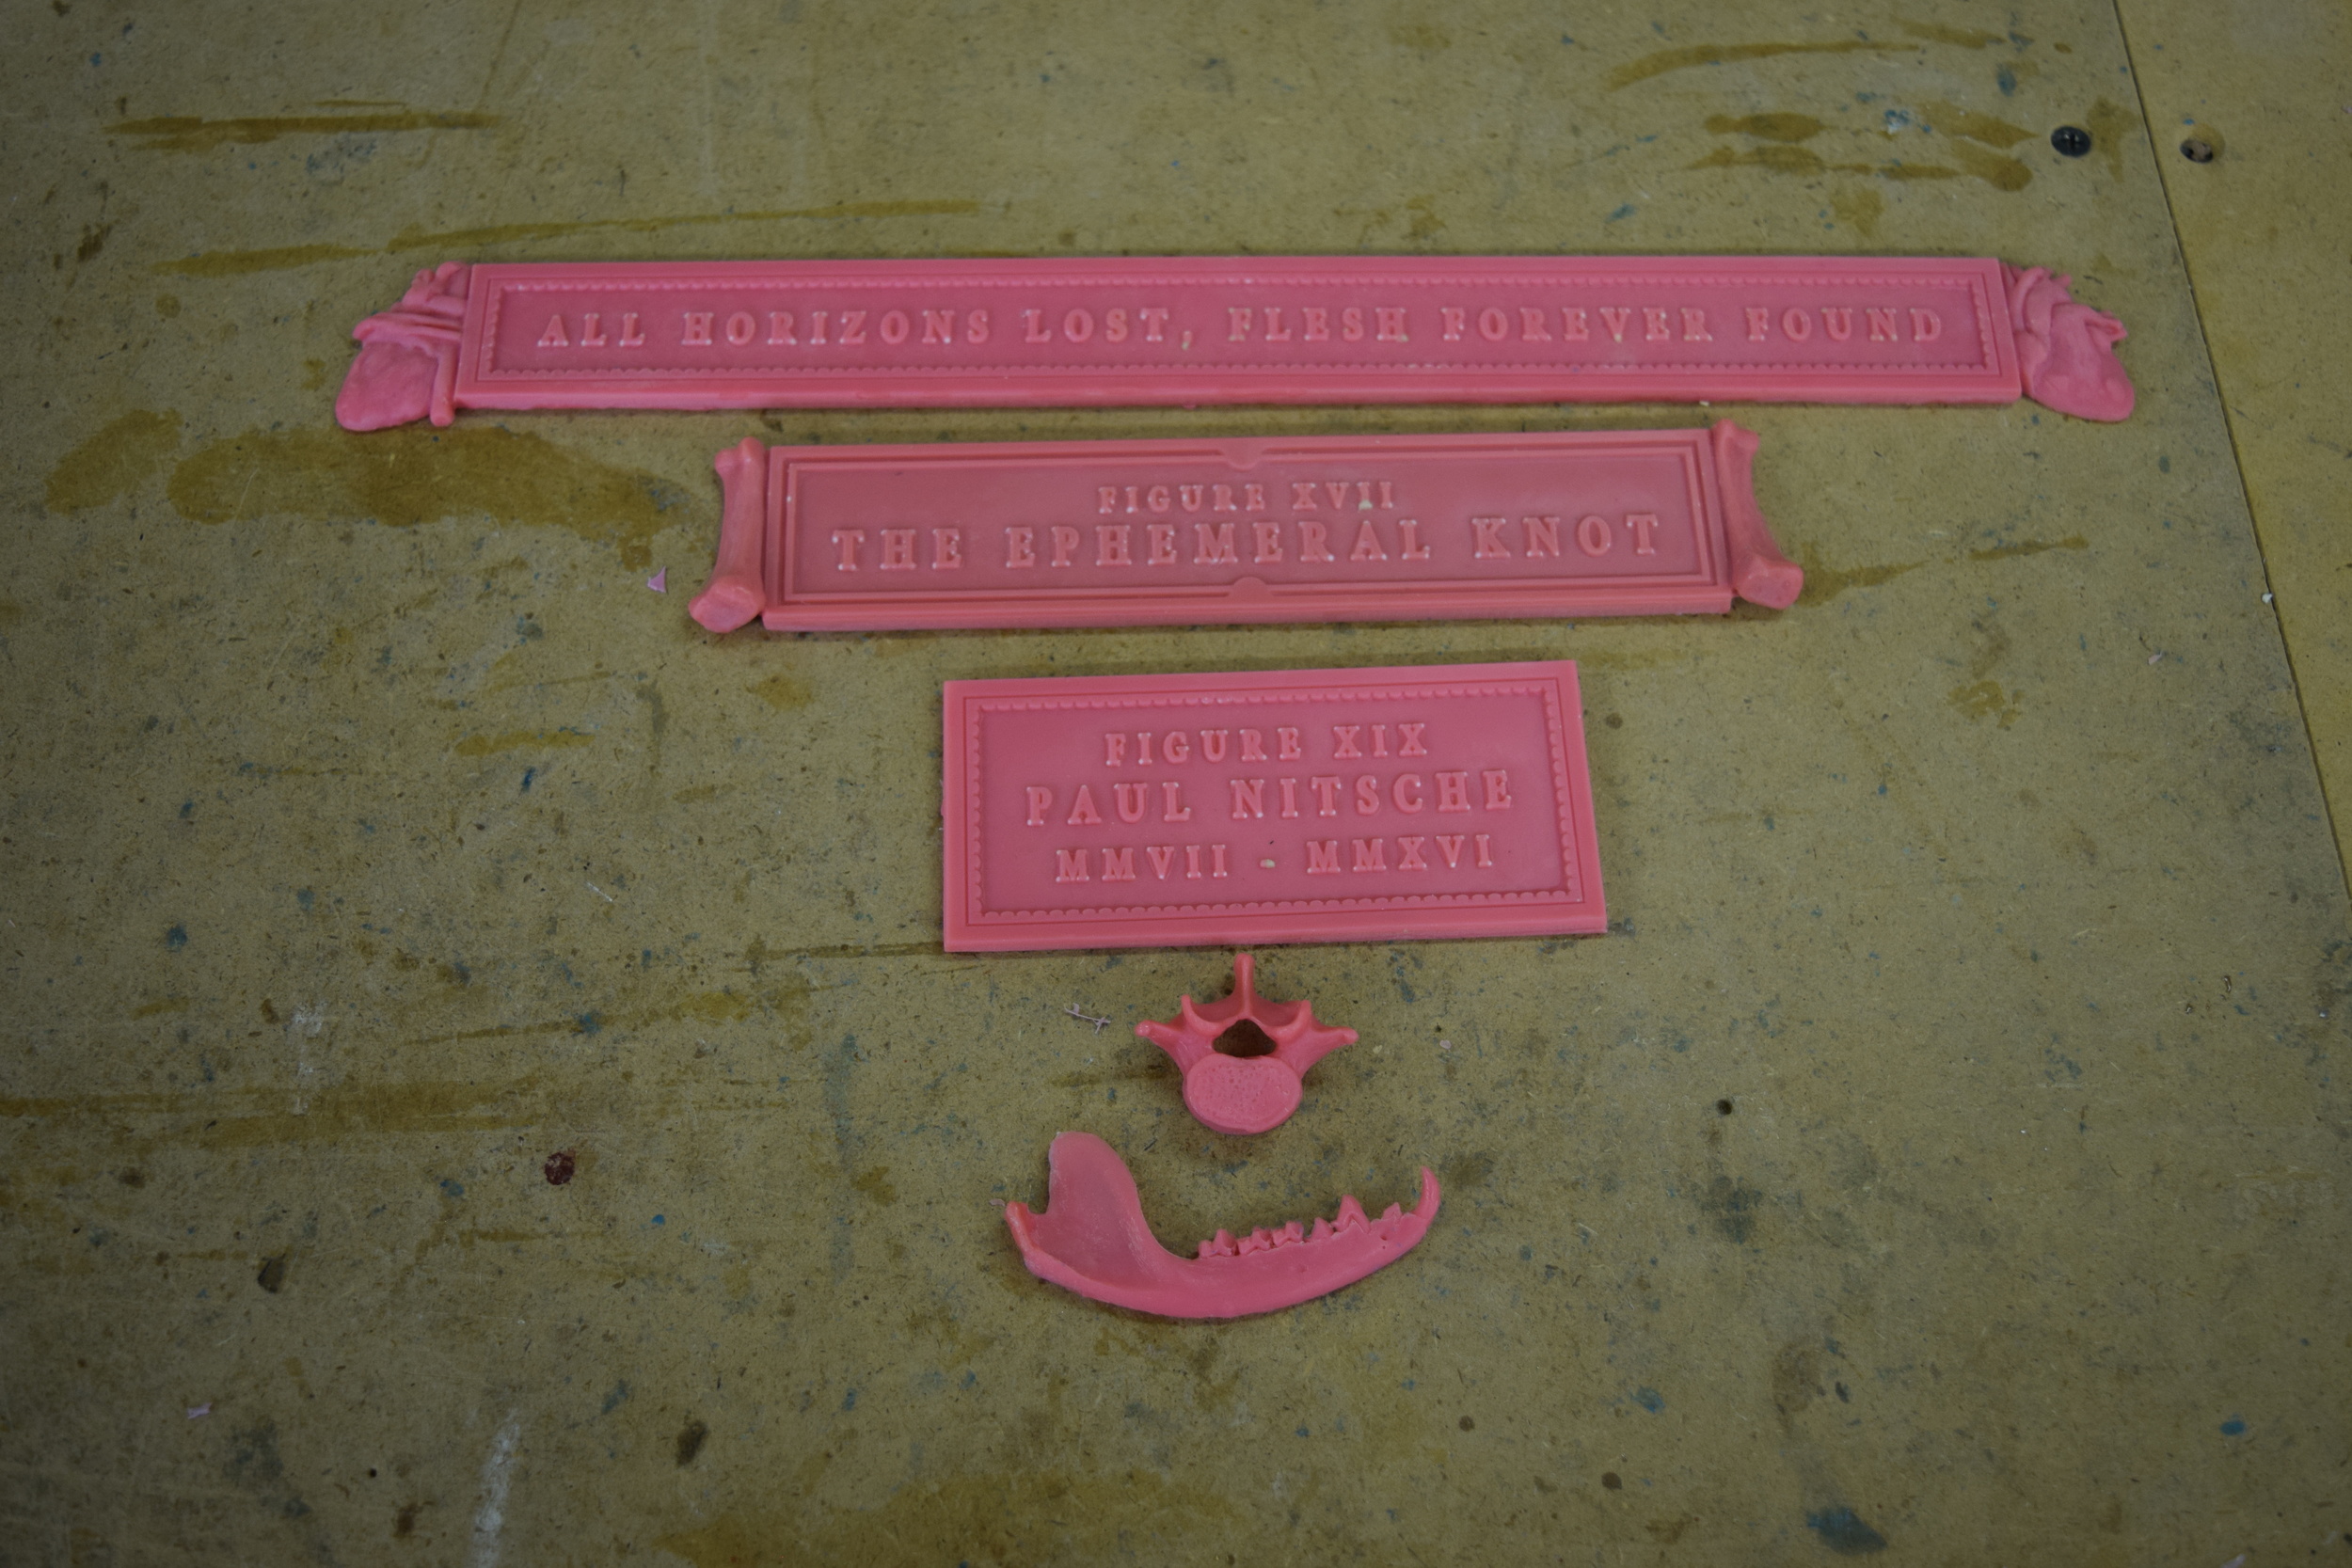 ALL HORIZONS LOST, FLESH FOREVER FOUND
FIGURE XVII
THE EPHEMERAL KNOT
FIGURE XIX
PAUL NITSCHE
MMVII - MMXVI